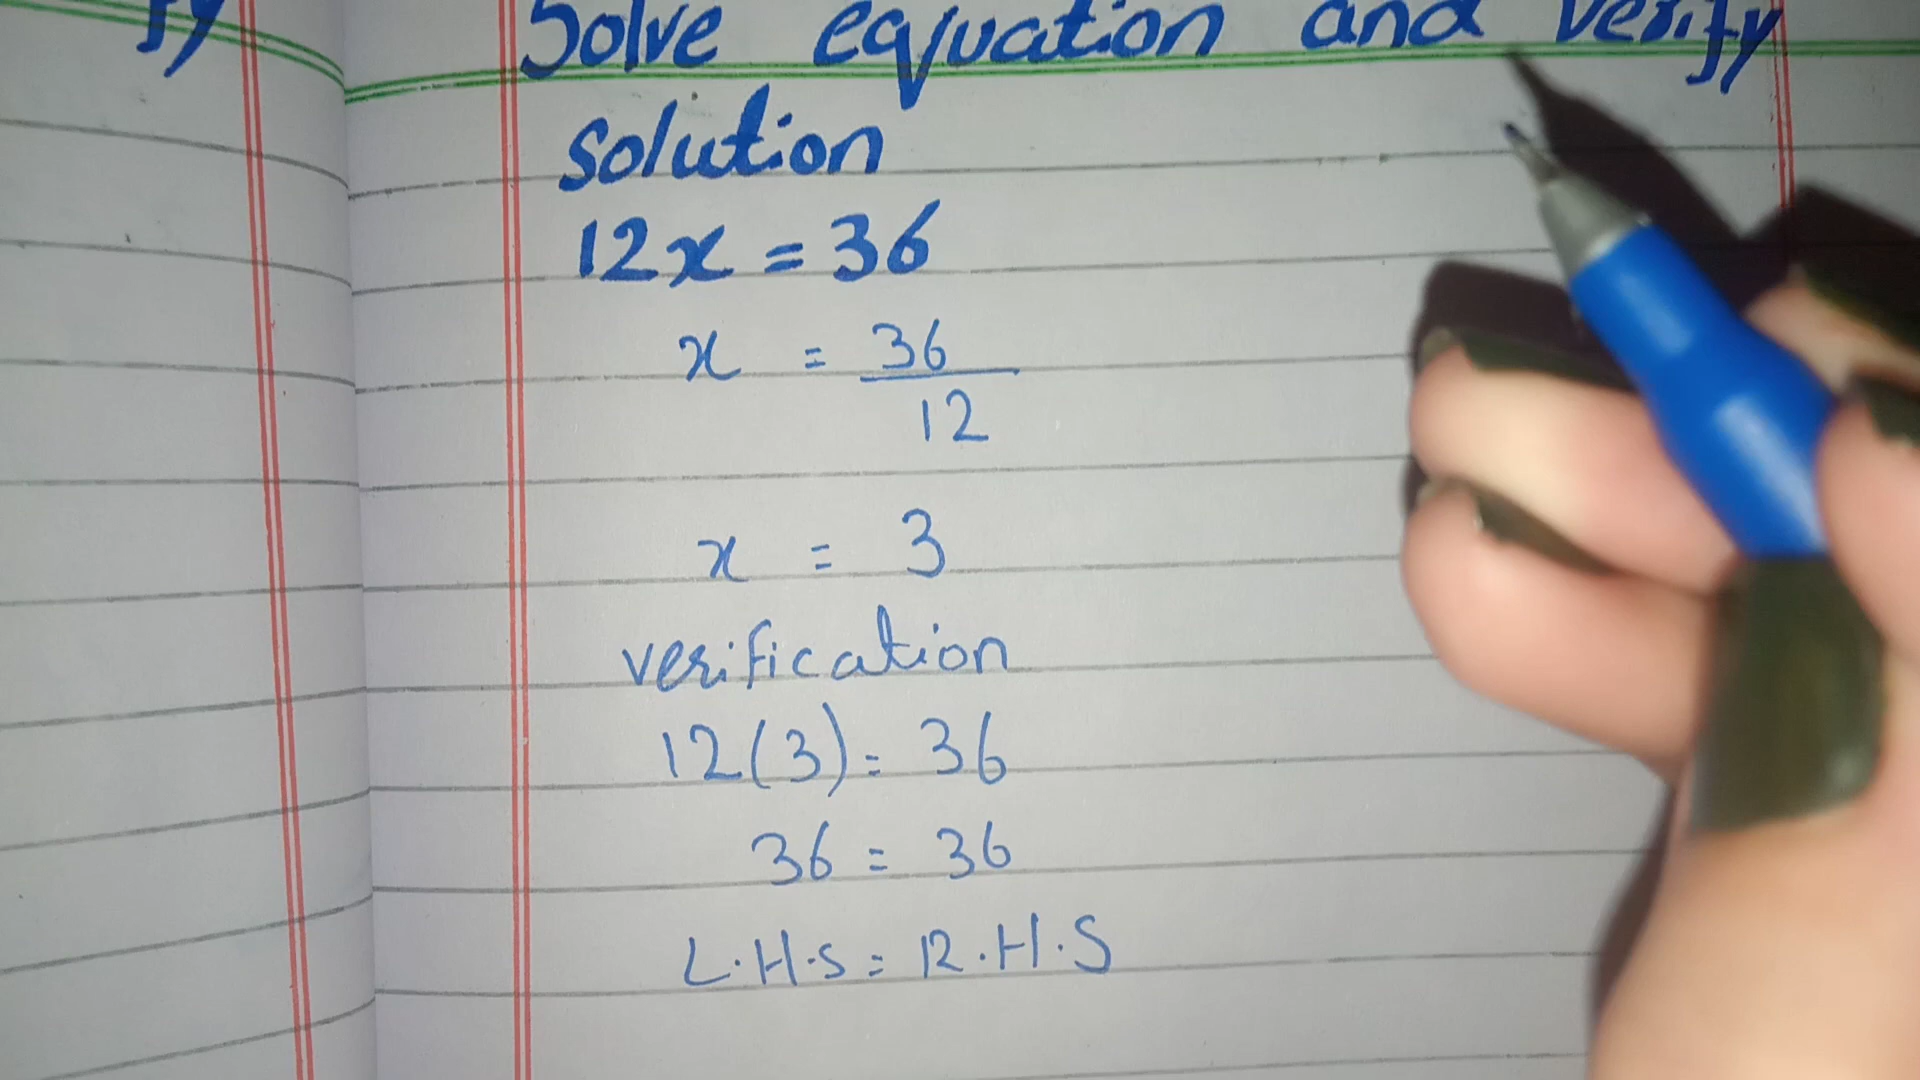 Solve equation and verify
solution
12x = 36
x = 36/12
x = 3
verification
12(3) = 36
36 = 36
L.H.S = R.H.S